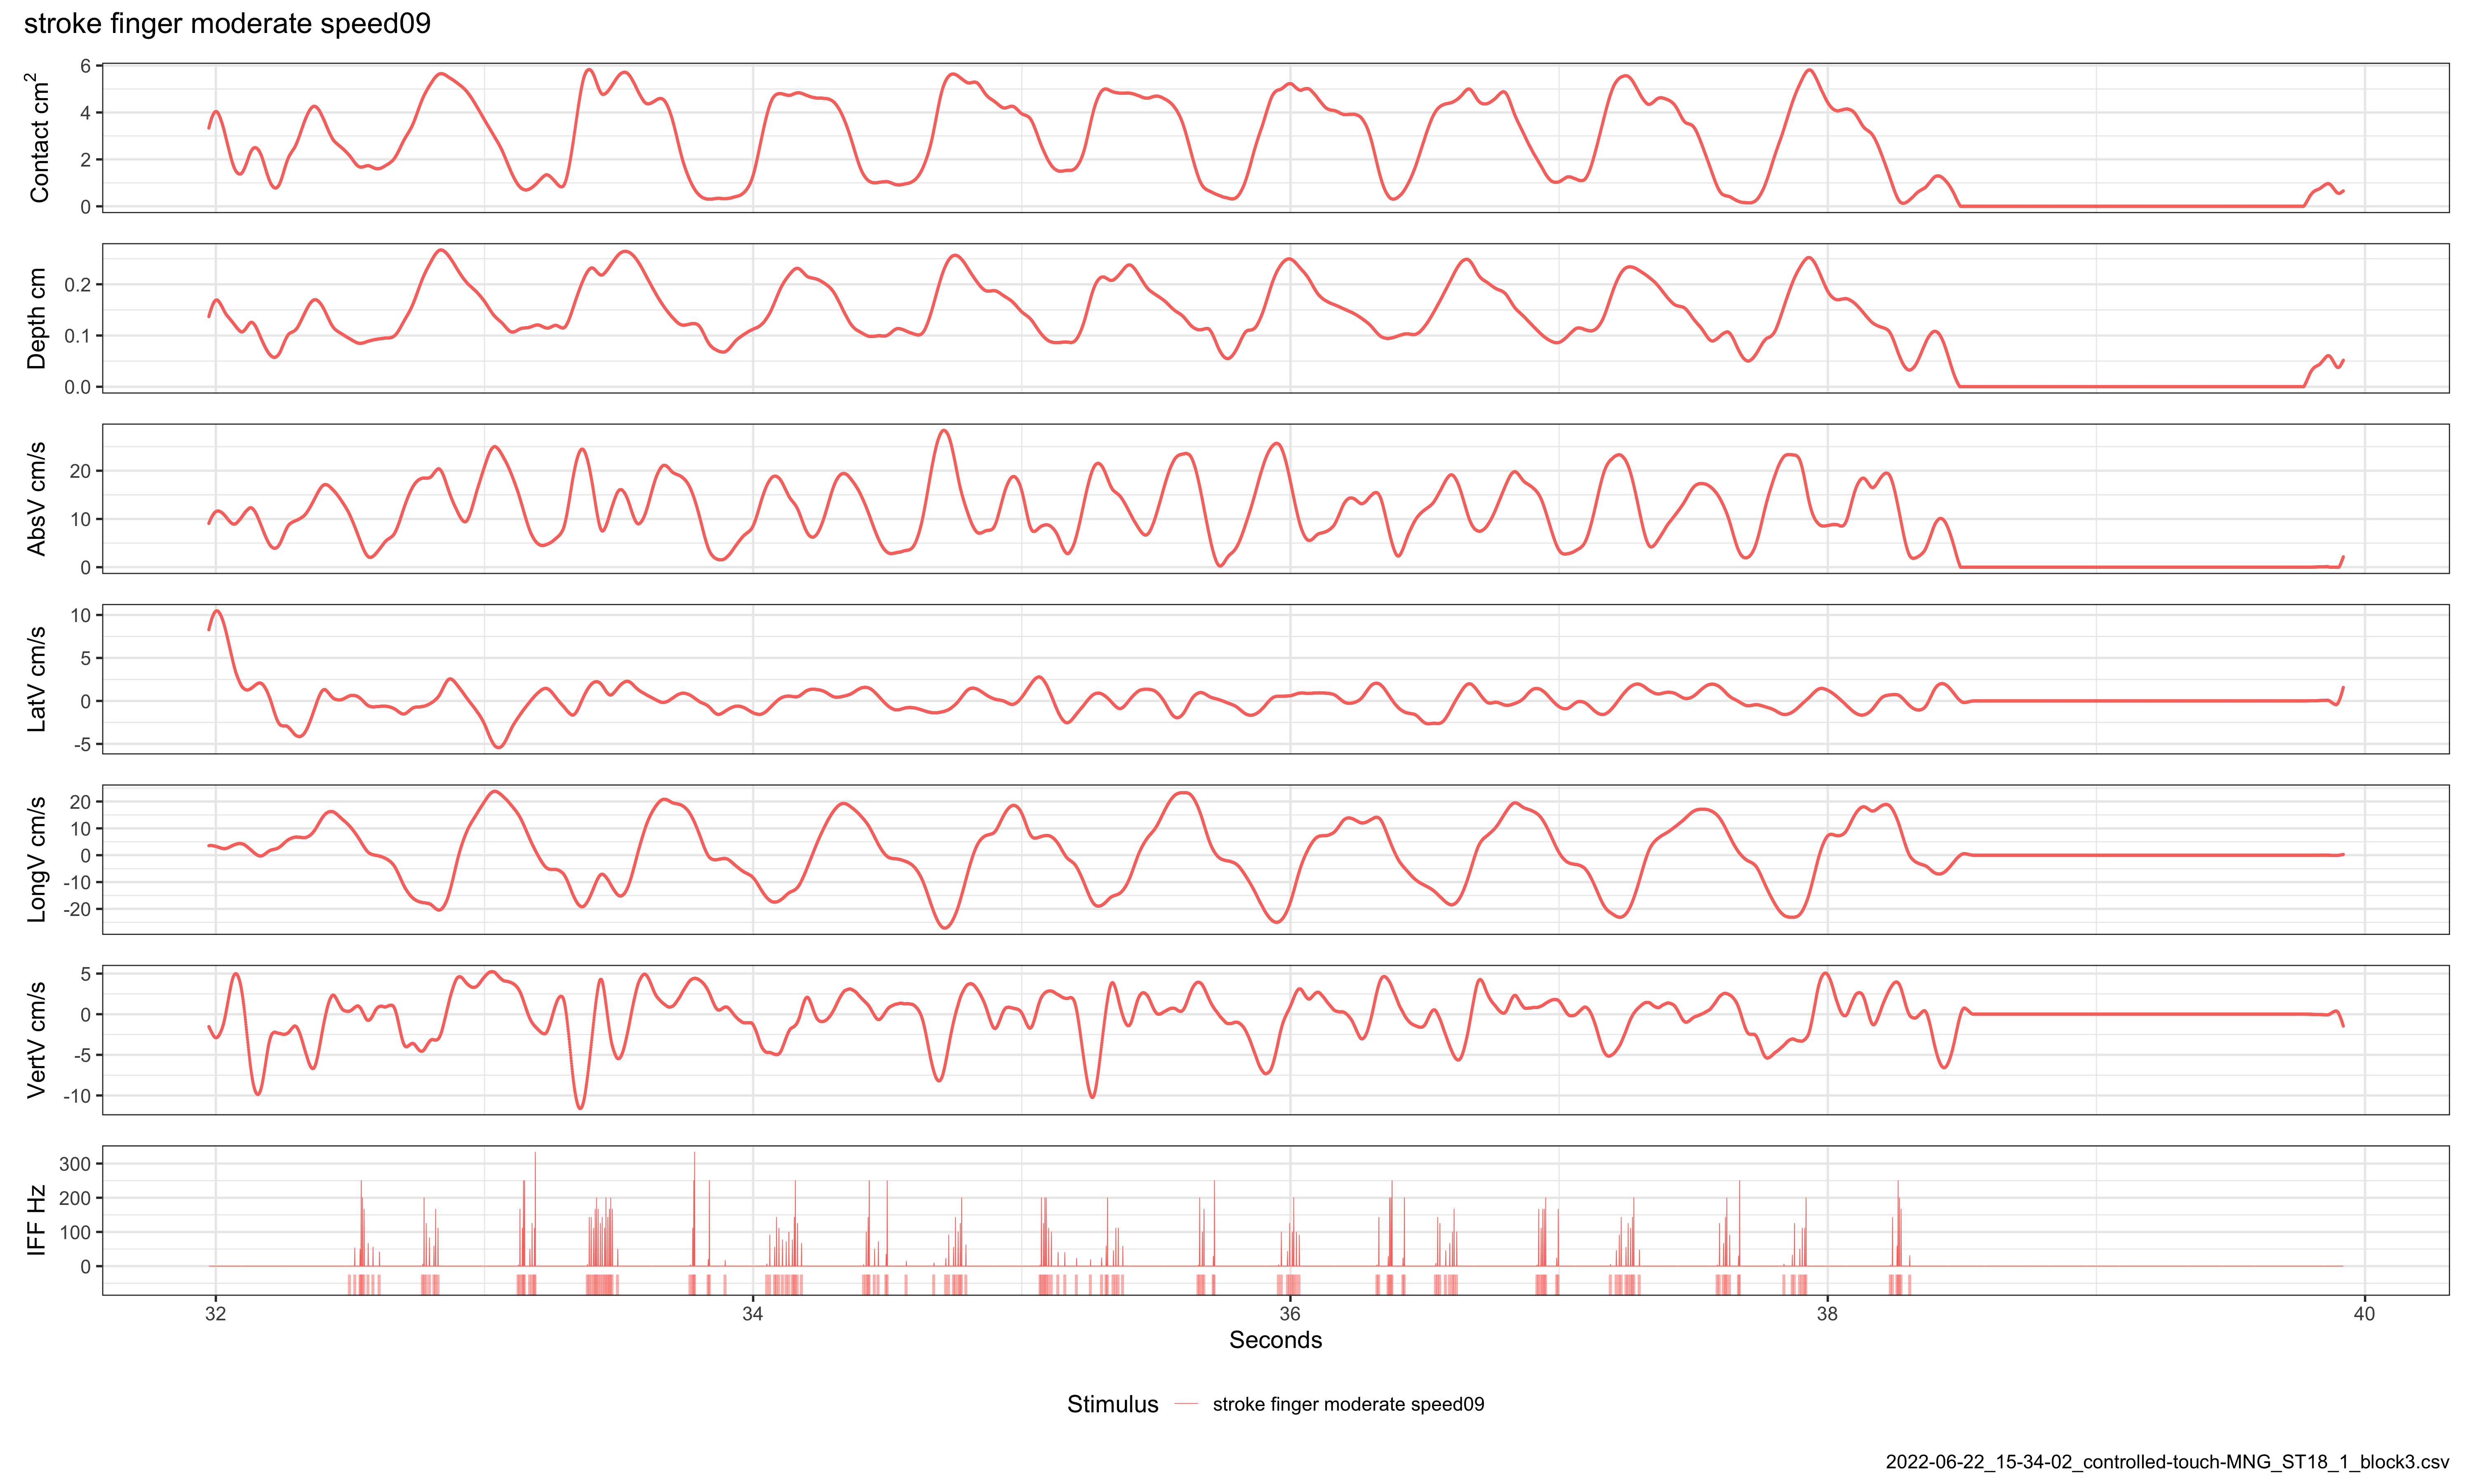 stroke finger moderate speed09
Contact cm²
6
4
2
0
Depth cm
0.2
0.1
0.0
AbsV cm/s
20
10
0
LatV cm/s
10
5
0
-5
LongV cm/s
20
10
0
-10
-20
VertV cm/s
5
0
-5
-10
IFF Hz
300
200
100
0
32 34 36 38 40
Seconds
Stimulus stroke finger moderate speed09
2022-06-22_15-34-02_controlled-touch-MNG_ST18_1_block3.csv